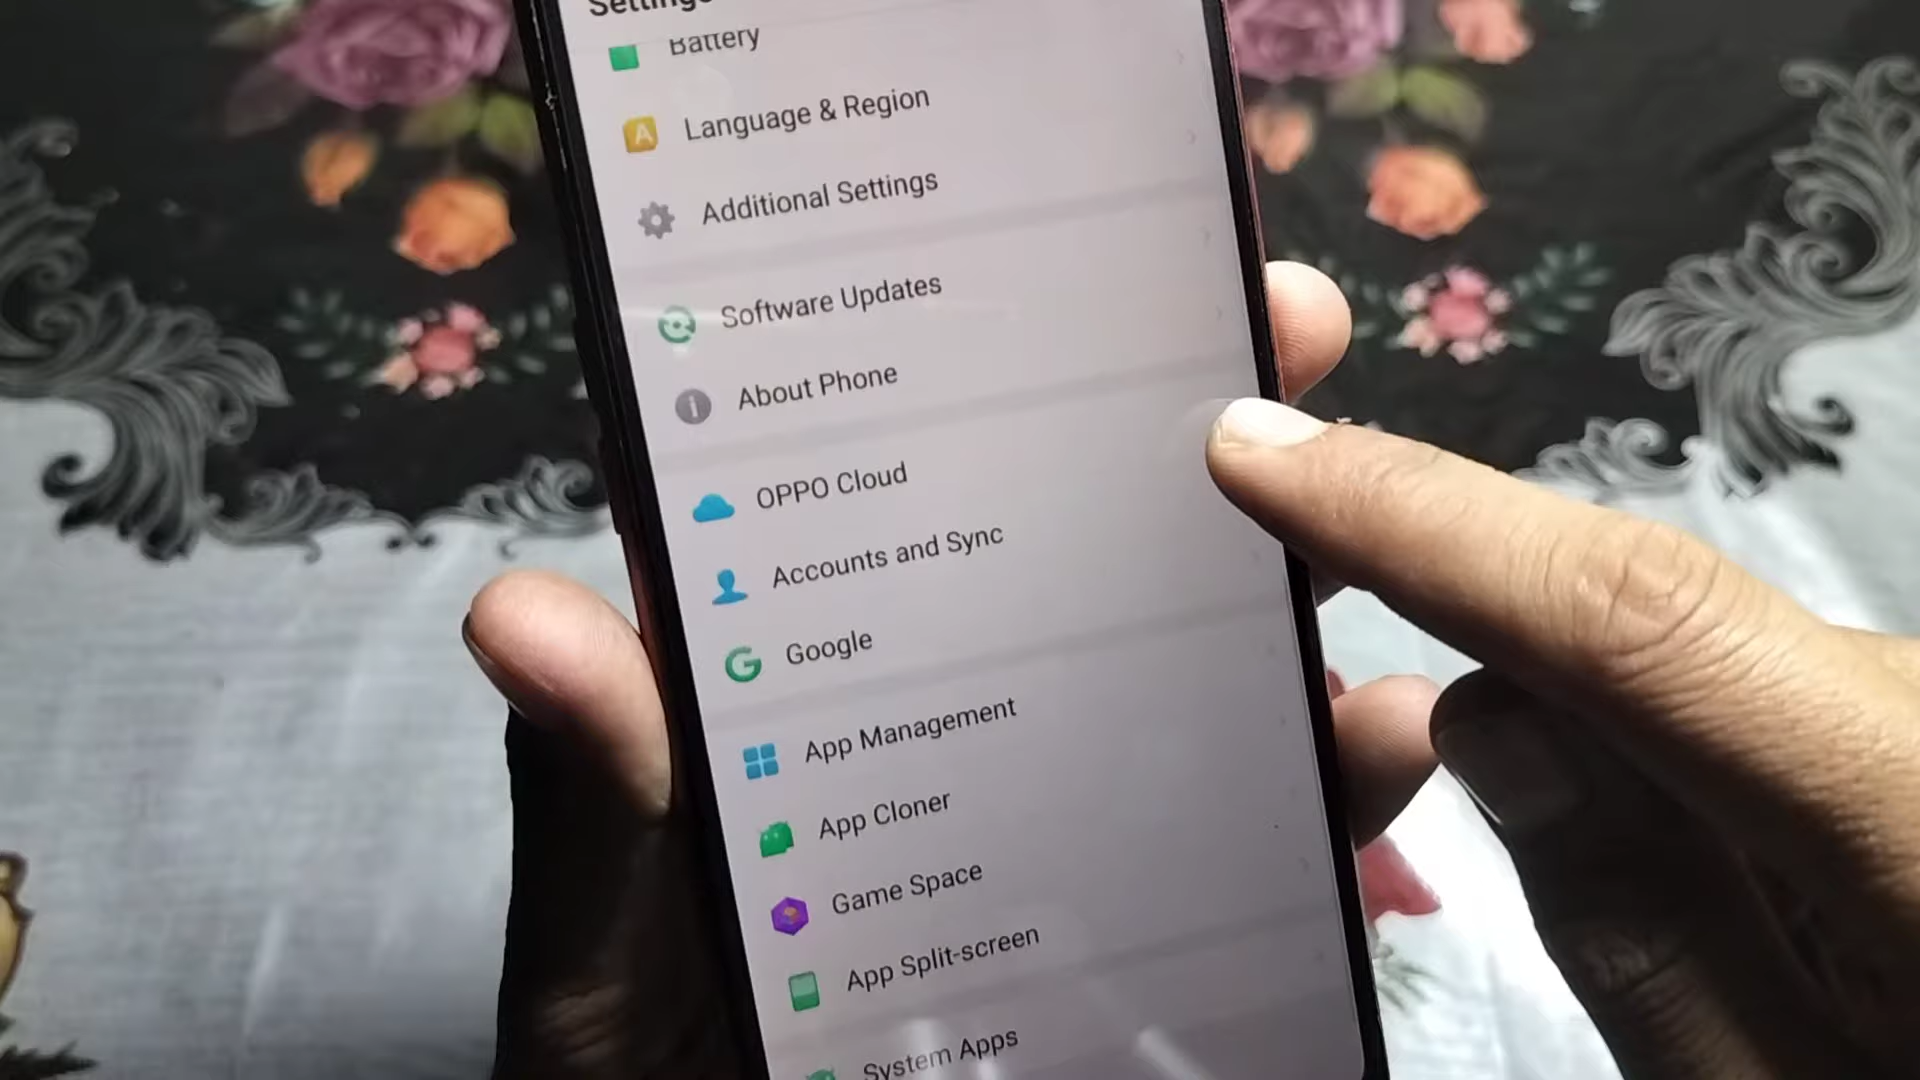 Settings
Battery
A
Language & Region
Additional Settings
Software Updates
i
About Phone
OPPO Cloud
Accounts and Sync
G
Google
App Management
App Cloner
Game Space
App Split-screen
System Apps